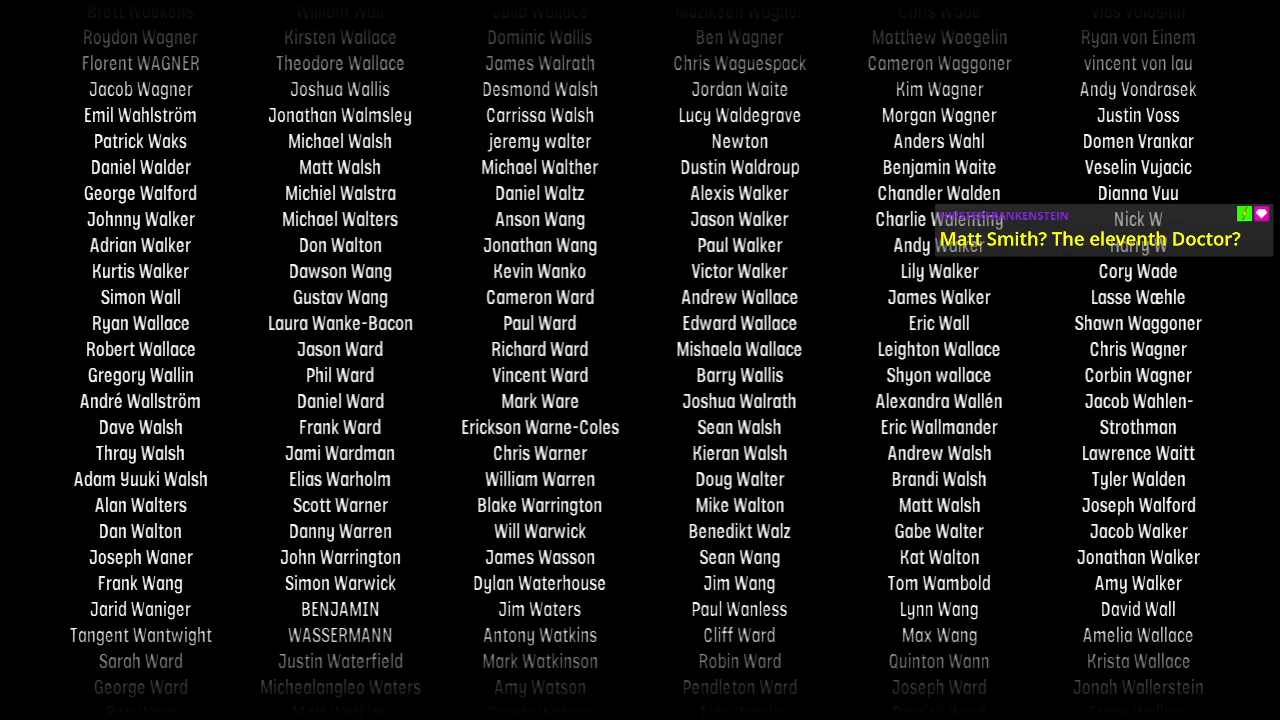 Brett Waekens William Wall Julia Wallace Mazikeen Wagner Chris Wade Vlas Voloshin
Roydon Wagner Kirsten Wallace Dominic Wallis Ben Wagner Matthew Waegelin Ryan von Einem
Florent WAGNER Theodore Wallace James Walrath Chris Waguespack Cameron Waggoner vincent von lau
Jacob Wagner Joshua Wallis Desmond Walsh Jordan Waite Kim Wagner Andy Vondrasek
Emil Wahlström Jonathan Walmsley Carrissa Walsh Lucy Waldegrave Morgan Wagner Justin Voss
Patrick Waks Michael Walsh jeremy walter Newton Anders Wahl Domen Vrankar
Daniel Walder Matt Walsh Michael Walther Dustin Waldroup Benjamin Waite Veselin Vujacic
George Walford Michiel Walstra Daniel Waltz Alexis Walker Chandler Walden Dianna Vuu
Johnny Walker Michael Walters Anson Wang Jason Walker Charlie Walentiny Nick W
HIPSTERFRANKENSTEIN
Matt Smith? The eleventh Doctor?
Adrian Walker Don Walton Jonathan Wang Paul Walker Andy Walker Harry W
Kurtis Walker Dawson Wang Kevin Wanko Victor Walker Lily Walker Cory Wade
Simon Wall Gustav Wang Cameron Ward Andrew Wallace James Walker Lasse Wæhle
Ryan Wallace Laura Wanke-Bacon Paul Ward Edward Wallace Eric Wall Shawn Waggoner
Robert Wallace Jason Ward Richard Ward Mishaela Wallace Leighton Wallace Chris Wagner
Gregory Wallin Phil Ward Vincent Ward Barry Wallis Shyon wallace Corbin Wagner
André Wallström Daniel Ward Mark Ware Joshua Walrath Alexandra Wallén Jacob Wahlen-
Dave Walsh Frank Ward Erickson Warne-Coles Sean Walsh Eric Wallmander Strothman
Thray Walsh Jami Wardman Chris Warner Kieran Walsh Andrew Walsh Lawrence Waitt
Adam Yuuki Walsh Elias Warholm William Warren Doug Walter Brandi Walsh Tyler Walden
Alan Walters Scott Warner Blake Warrington Mike Walton Matt Walsh Joseph Walford
Dan Walton Danny Warren Will Warwick Benedikt Walz Gabe Walter Jacob Walker
Joseph Waner John Warrington James Wasson Sean Wang Kat Walton Jonathan Walker
Frank Wang Simon Warwick Dylan Waterhouse Jim Wang Tom Wambold Amy Walker
Jarid Waniger BENJAMIN Jim Waters Paul Wanless Lynn Wang David Wall
Tangent Wantwight WASSERMANN Antony Watkins Cliff Ward Max Wang Amelia Wallace
Sarah Ward Justin Waterfield Mark Watkinson Robin Ward Quinton Wann Krista Wallace
George Ward Michealangleo Waters Amy Watson Pendleton Ward Joseph Ward Jonah Wallerstein